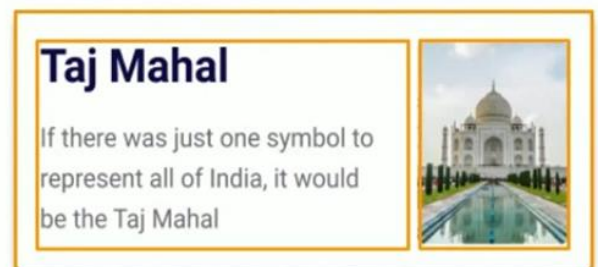 Taj Mahal
If there was just one symbol to
represent all of India, it would
be the Taj Mahal